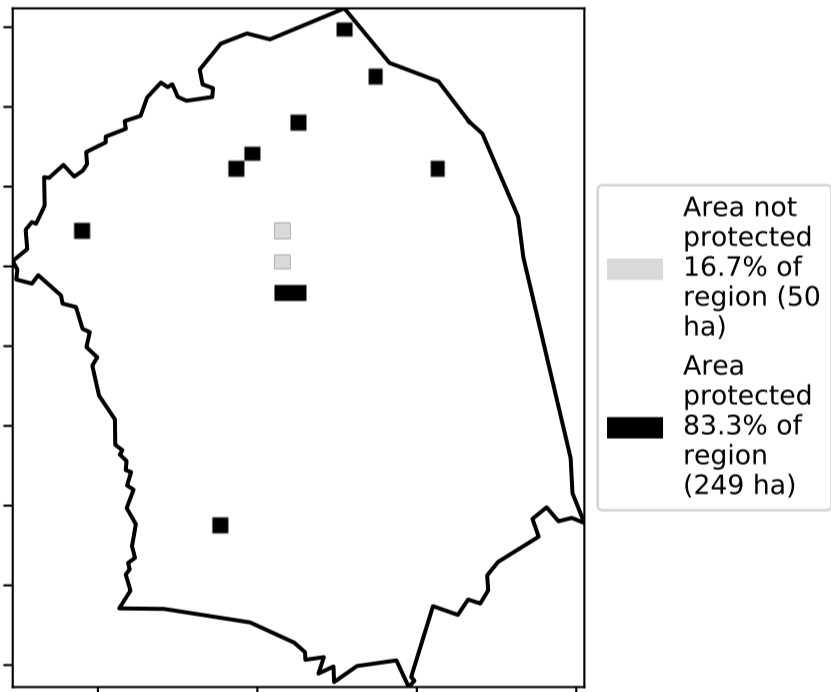 Area not
protected
16.7% of
region (50
ha)
Area
protected
83.3% of
region
(249 ha)